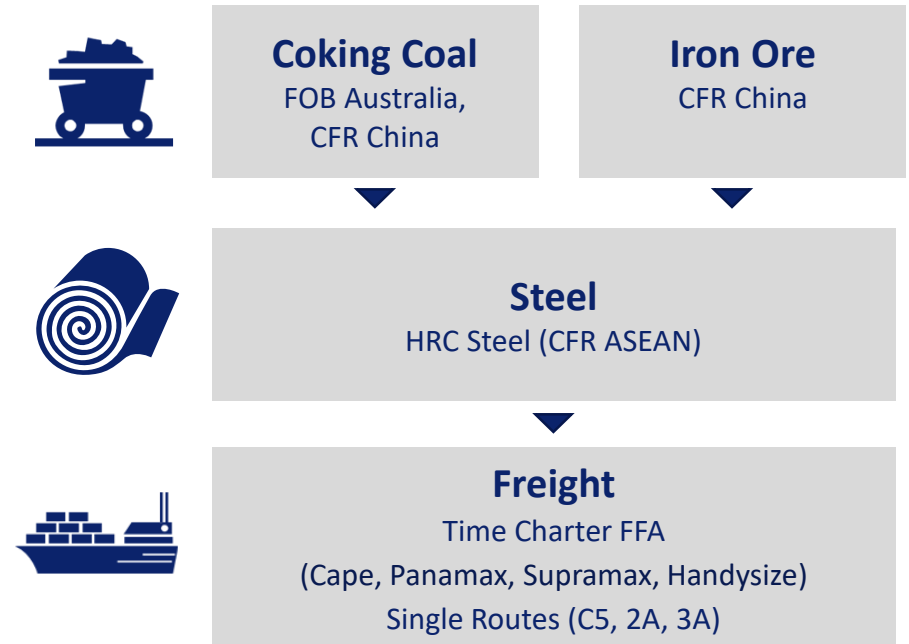 Coking Coal
FOB Australia,
CFR China
Iron Ore
CFR China
Steel
HRC Steel (CFR ASEAN)
Freight
Time Charter FFA
(Cape, Panamax, Supramax, Handysize)
Single Routes (C5, 2A, 3A)